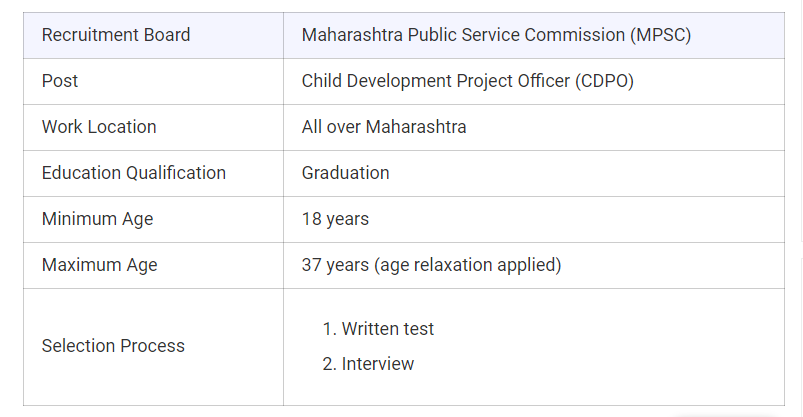 Recruitment Board Maharashtra Public Service Commission (MPSC)
Post Child Development Project Officer (CDPO)
Work Location All over Maharashtra
Education Qualification Graduation
Minimum Age 18 years
Maximum Age 37 years (age relaxation applied)
Selection Process
1. Written test
2. Interview